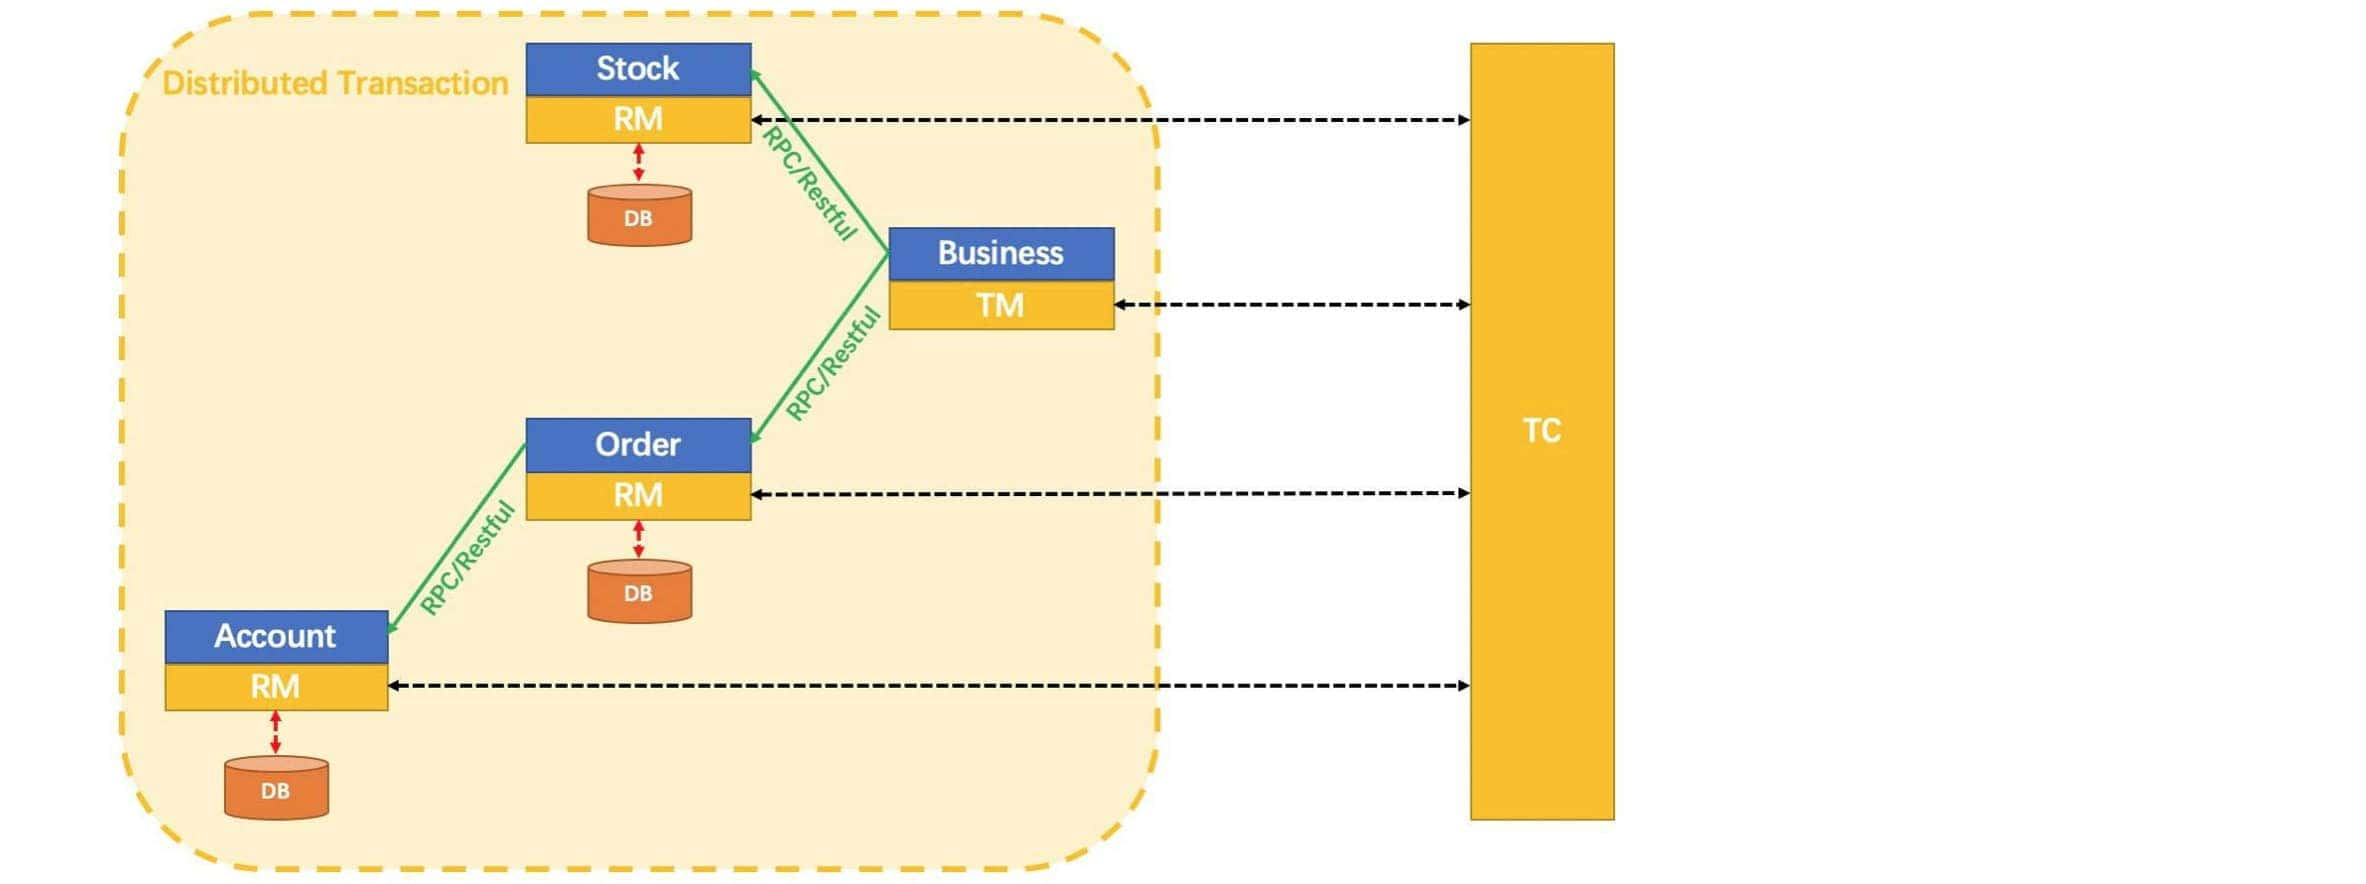 Distributed Transaction
Stock
RM
DB
RPC/Restful
Business
TM
RPC/Restful
Order
RM
DB
RPC/Restful
Account
RM
DB
TC